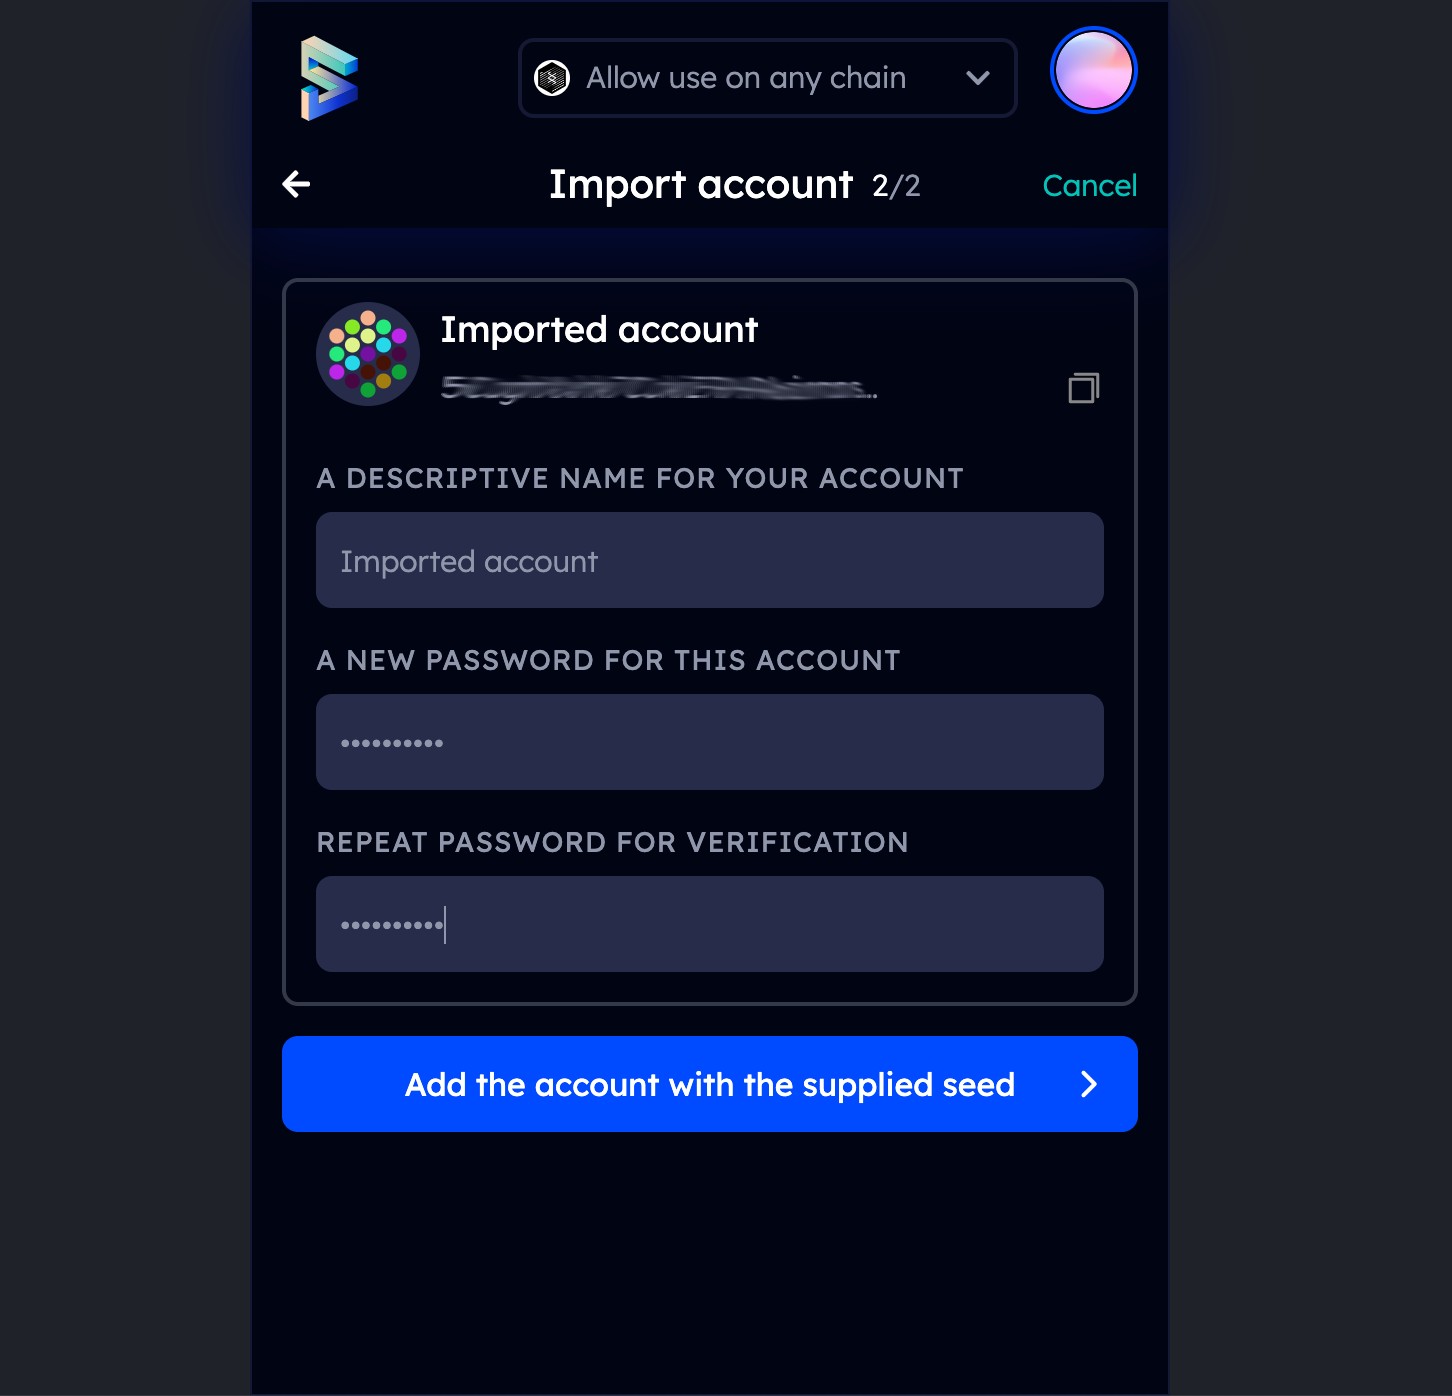 Allow use on any chain
Import account 2/2
Cancel
Imported account
A DESCRIPTIVE NAME FOR YOUR ACCOUNT
Imported account
A NEW PASSWORD FOR THIS ACCOUNT
••••••••••
REPEAT PASSWORD FOR VERIFICATION
••••••••••
Add the account with the supplied seed